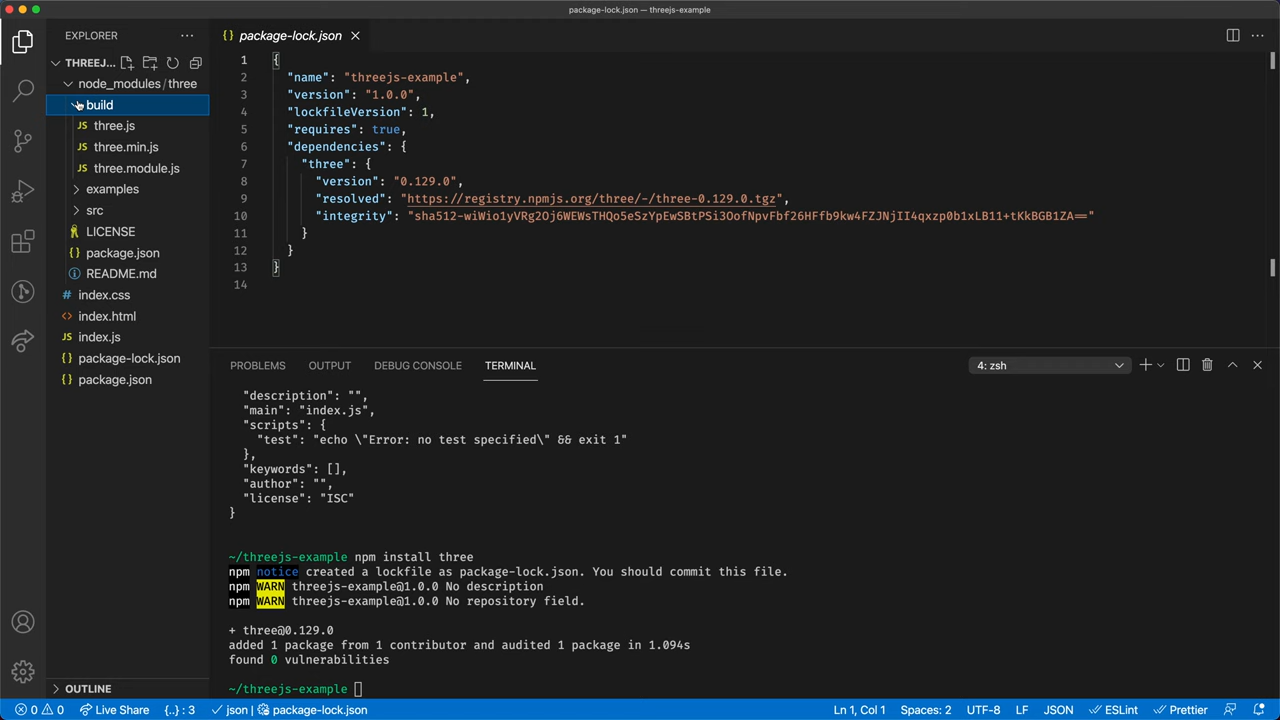 package-lock.json — threejs-example
EXPLORER
THREEJ...
node_modules / three
build
JS three.js
JS three.min.js
JS three.module.js
examples
src
LICENSE
{} package.json
README.md
# index.css
<> index.html
JS index.js
{} package-lock.json
{} package.json
OUTLINE
{} package-lock.json
1 {
2 "name": "threejs-example",
3 "version": "1.0.0",
4 "lockfileVersion": 1,
5 "requires": true,
6 "dependencies": {
7 "three": {
8 "version": "0.129.0",
9 "resolved": "https://registry.npmjs.org/three/-/three-0.129.0.tgz",
10 "integrity": "sha512-wiWio1yVRg2Oj6WEWsTHQo5eSzYpEwSBtPSi3OofNpvFbf26HFfb9kw4FZJNjII4qxzp0b1xLB11+tKkBGB1ZA=="
11 }
12 }
13 }
14
PROBLEMS OUTPUT DEBUG CONSOLE TERMINAL
4: zsh
"description": "",
"main": "index.js",
"scripts": {
"test": "echo \"Error: no test specified\" && exit 1"
},
"keywords": [],
"author": "",
"license": "ISC"
}
~/threejs-example npm install three
npm notice created a lockfile as package-lock.json. You should commit this file.
npm WARN threejs-example@1.0.0 No description
npm WARN threejs-example@1.0.0 No repository field.
+ three@0.129.0
added 1 package from 1 contributor and audited 1 package in 1.094s
found 0 vulnerabilities
~/threejs-example
0 0 Live Share {..} : 3 json package-lock.json Ln 1, Col 1 Spaces: 2 UTF-8 LF JSON ESLint Prettier